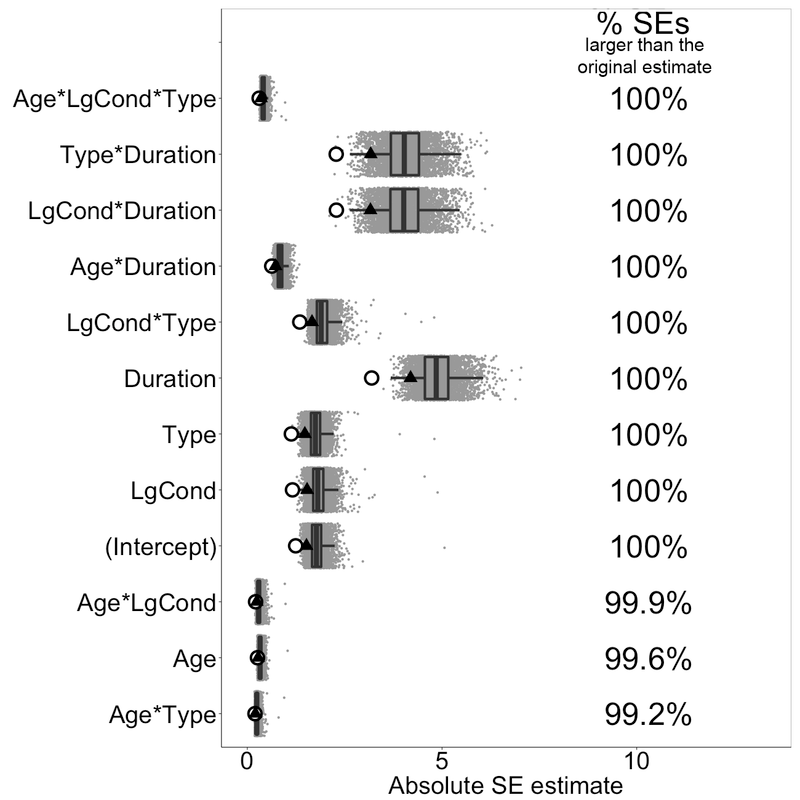 % SEs
larger than the
original estimate
Age*LgCond*Type 100%
Type*Duration 100%
LgCond*Duration 100%
Age*Duration 100%
LgCond*Type 100%
Duration 100%
Type 100%
LgCond 100%
(Intercept) 100%
Age*LgCond 99.9%
Age 99.6%
Age*Type 99.2%
0 5 10
Absolute SE estimate